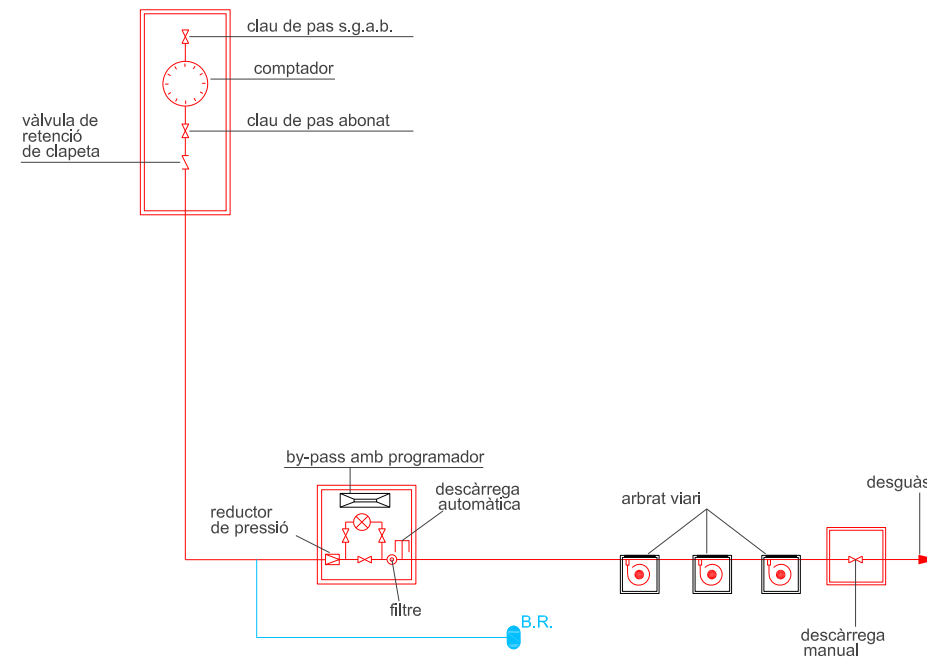 clau de pas s.g.a.b.
comptador
clau de pas abonat
vàlvula de
retenció
de clapeta
by-pass amb programador
descàrrega
automàtica
reductor
de pressió
filtre
B.R.
arbrat viari
desguàs
descàrrega
manual